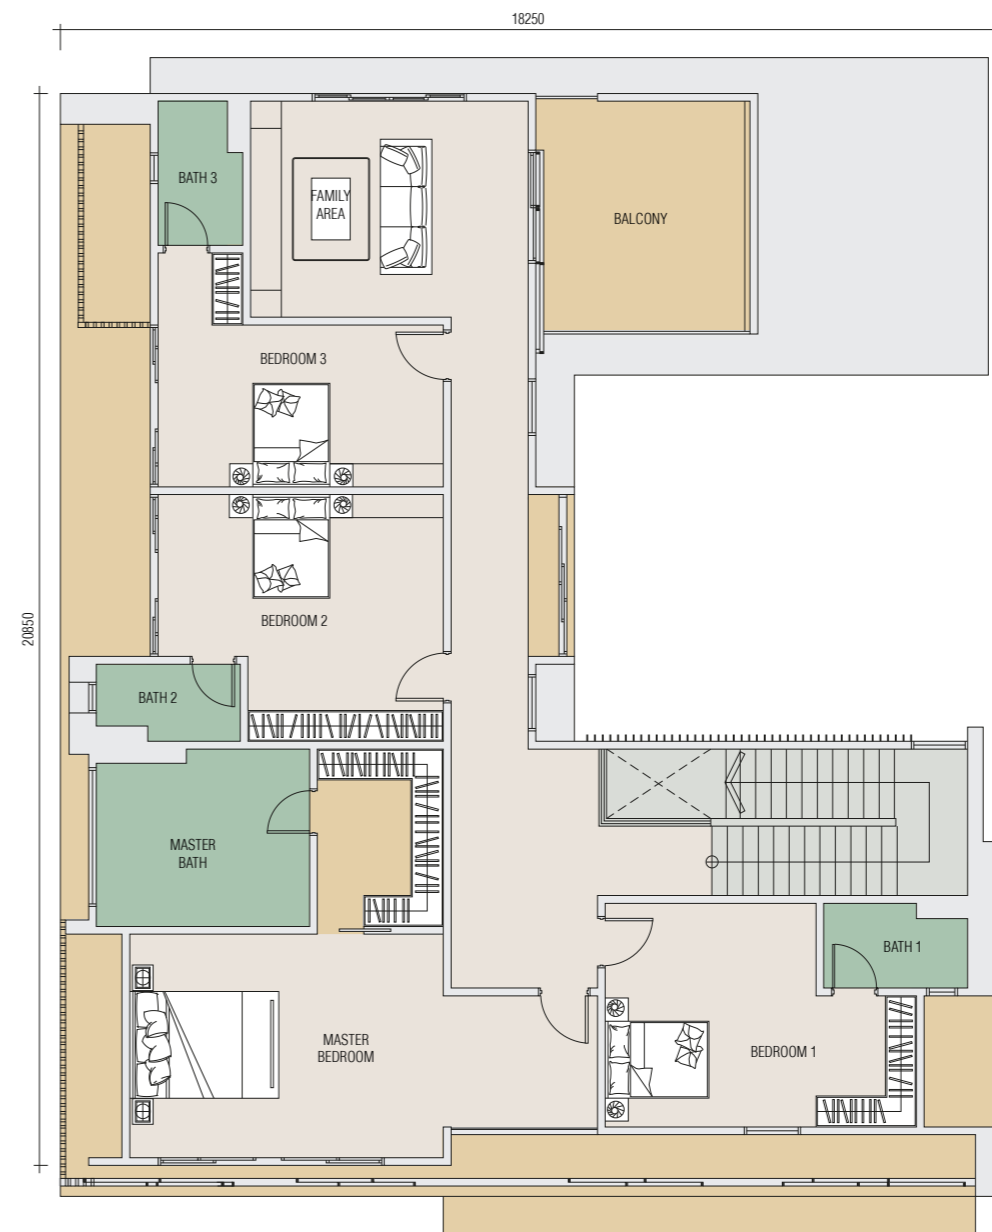 18250
BATH 3
FAMILY
AREA
BALCONY
BEDROOM 3
20850
BEDROOM 2
BATH 2
MASTER
BATH
BATH 1
MASTER
BEDROOM
BEDROOM 1